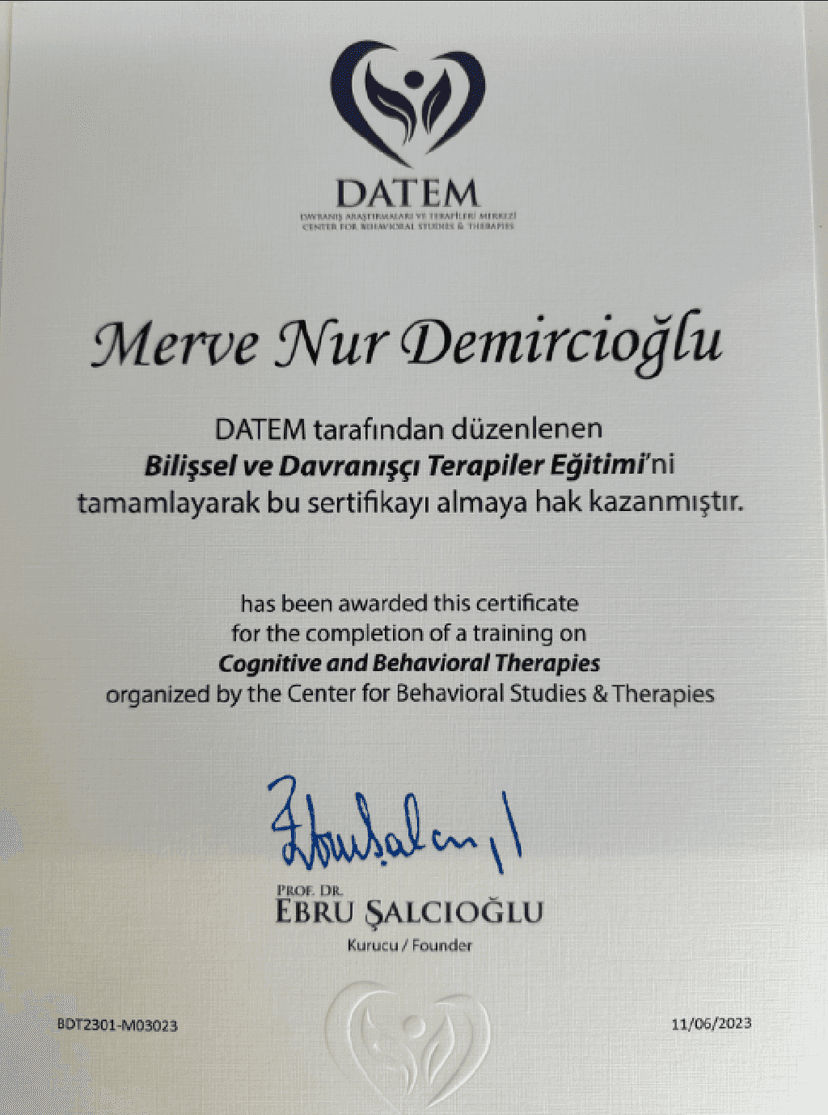 DATEM
DAVRANIŞ ARAŞTIRMALARI VE TERAPİLERİ MERKEZİ
CENTER FOR BEHAVIORAL STUDIES & THERAPIES
Merve Nur Demircioğlu
DATEM tarafından düzenlenen
Bilişsel ve Davranışçı Terapiler Eğitimi'ni
tamamlayarak bu sertifikayı almaya hak kazanmıştır.
has been awarded this certificate
for the completion of a training on
Cognitive and Behavioral Therapies
organized by the Center for Behavioral Studies & Therapies
PROF. DR.
EBRU ŞALCIOĞLU
Kurucu / Founder
BDT2301-M03023
11/06/2023